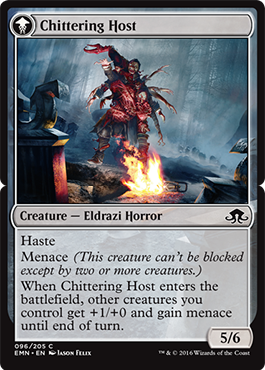 Chittering Host
Creature — Eldrazi Horror
Haste
Menace (This creature can't be blocked
except by two or more creatures.)
When Chittering Host enters the
battlefield, other creatures you
control get +1/+0 and gain menace
until end of turn.
5/6
096/205 C
EMN • EN Jason Felix
™ & © 2016 Wizards of the Coast